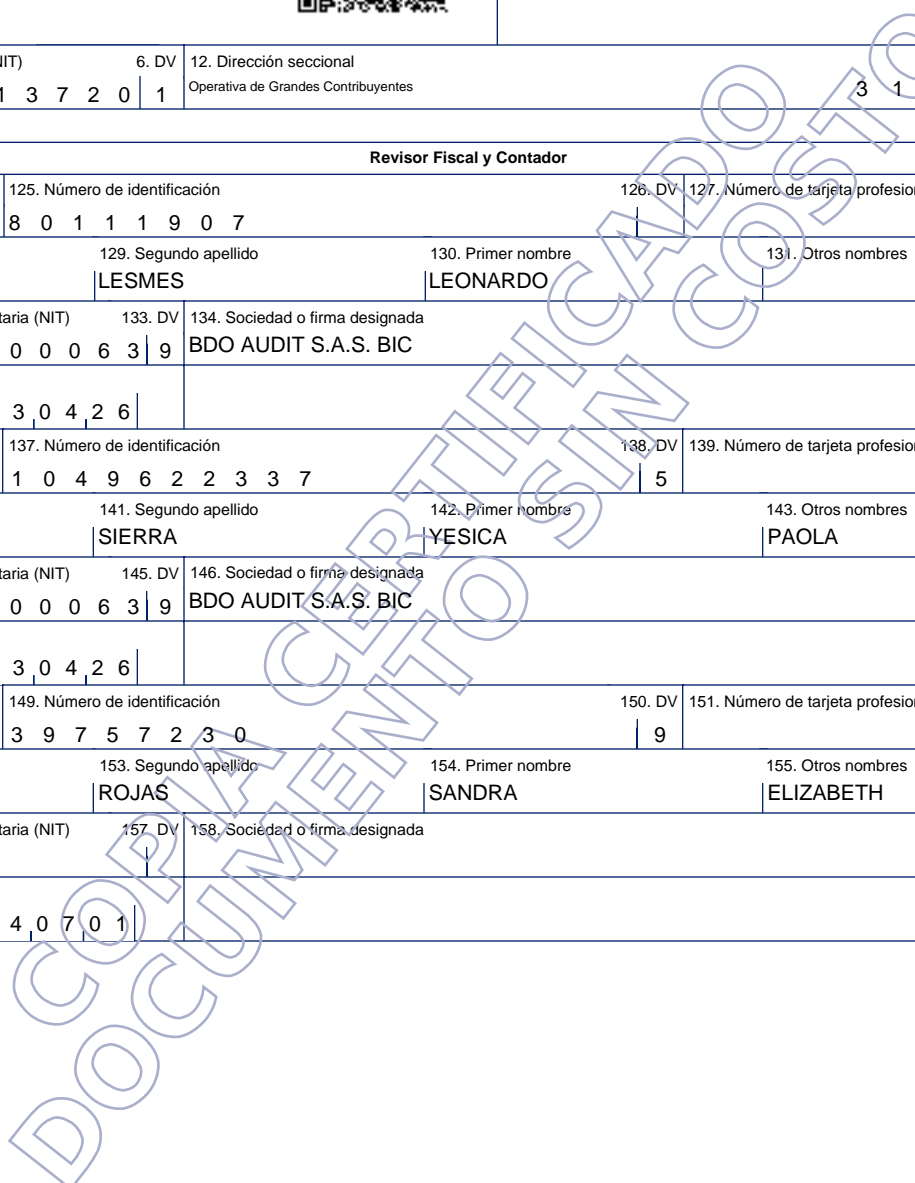 IIT) 6. DV 12. Dirección seccional
1 3 7 2 0 1 Operativa de Grandes Contribuyentes 3 1
Revisor Fiscal y Contador
125. Número de identificación 126. DV 127. Número de tarjeta profesion
8 0 1 1 1 9 0 7
129. Segundo apellido 130. Primer nombre 131. Otros nombres
LESMES LEONARDO
taria (NIT) 133. DV 134. Sociedad o firma designada
0 0 0 6 3 9 BDO AUDIT S.A.S. BIC
3 0 4 2 6
137. Número de identificación 138. DV 139. Número de tarjeta profesion
1 0 4 9 6 2 2 3 3 7 5
141. Segundo apellido 142. Primer nombre 143. Otros nombres
SIERRA YESICA PAOLA
taria (NIT) 145. DV 146. Sociedad o firma designada
0 0 0 6 3 9 BDO AUDIT S.A.S. BIC
3 0 4 2 6
149. Número de identificación 150. DV 151. Número de tarjeta profesion
3 9 7 5 7 2 3 0 9
153. Segundo apellido 154. Primer nombre 155. Otros nombres
ROJAS SANDRA ELIZABETH
taria (NIT) 157. DV 158. Sociedad o firma designada
4 0 7 0 1
COPIA CERTIFICADO
DOCUMENTO SIN COSTO